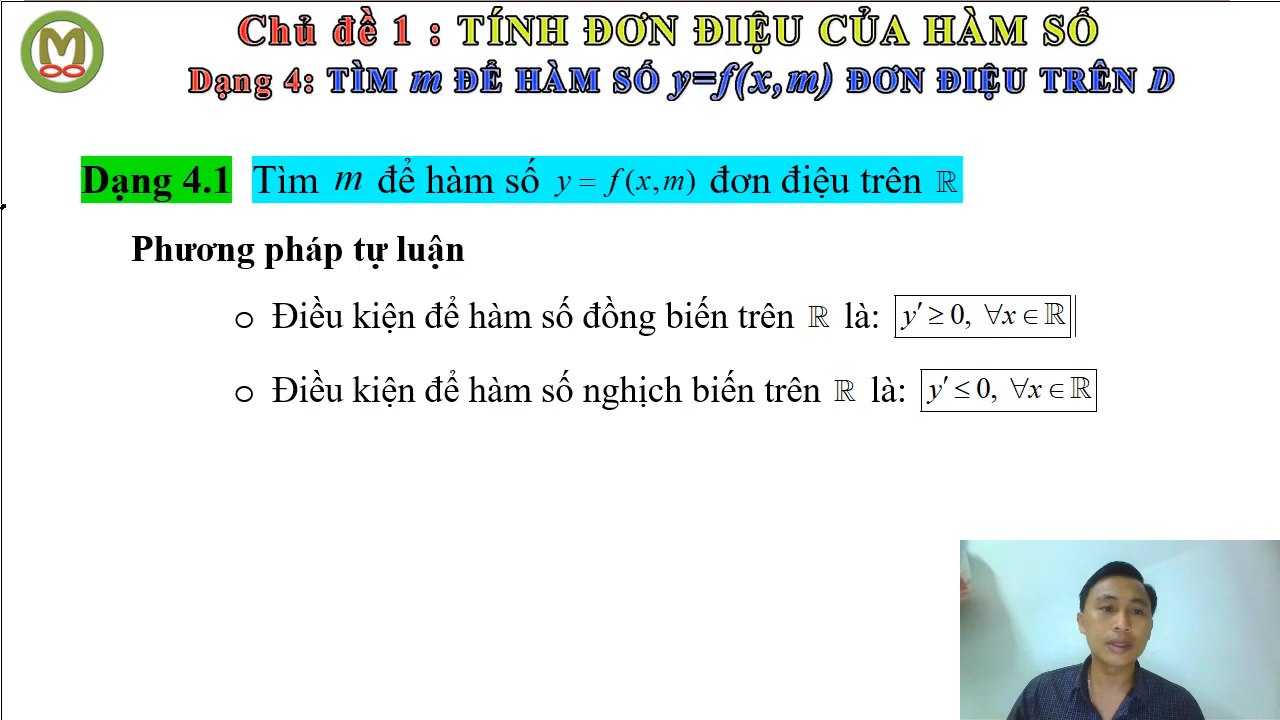 Chủ đề 1 : TÍNH ĐƠN ĐIỆU CỦA HÀM SỐ
Dạng 4: TÌM m ĐỂ HÀM SỐ y=f(x,m) ĐƠN ĐIỆU TRÊN D
Dạng 4.1 Tìm m để hàm số y = f(x,m) đơn điệu trên ℝ
Phương pháp tự luận
o Điều kiện để hàm số đồng biến trên ℝ là: y′ ≥ 0, ∀x ∈ ℝ
o Điều kiện để hàm số nghịch biến trên ℝ là: y′ ≤ 0, ∀x ∈ ℝ